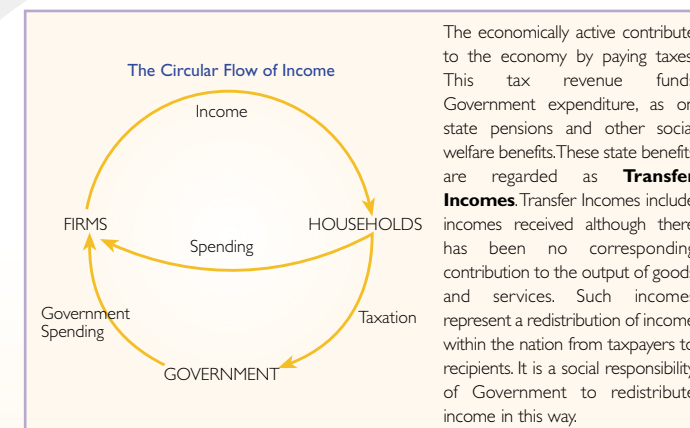 The Circular Flow of Income
Income
FIRMS
HOUSEHOLDS
Spending
Government
Spending
Taxation
GOVERNMENT
The economically active contribute
to the economy by paying taxes
This tax revenue funds
Government expenditure, as on
state pensions and other social
welfare benefits.These state benefits
are regarded as Transfer
Incomes.Transfer Incomes include
incomes received although there
has been no corresponding
contribution to the output of goods
and services. Such incomes
represent a redistribution of income
within the nation from taxpayers to
recipients. It is a social responsibility
of Government to redistribute
income in this way.